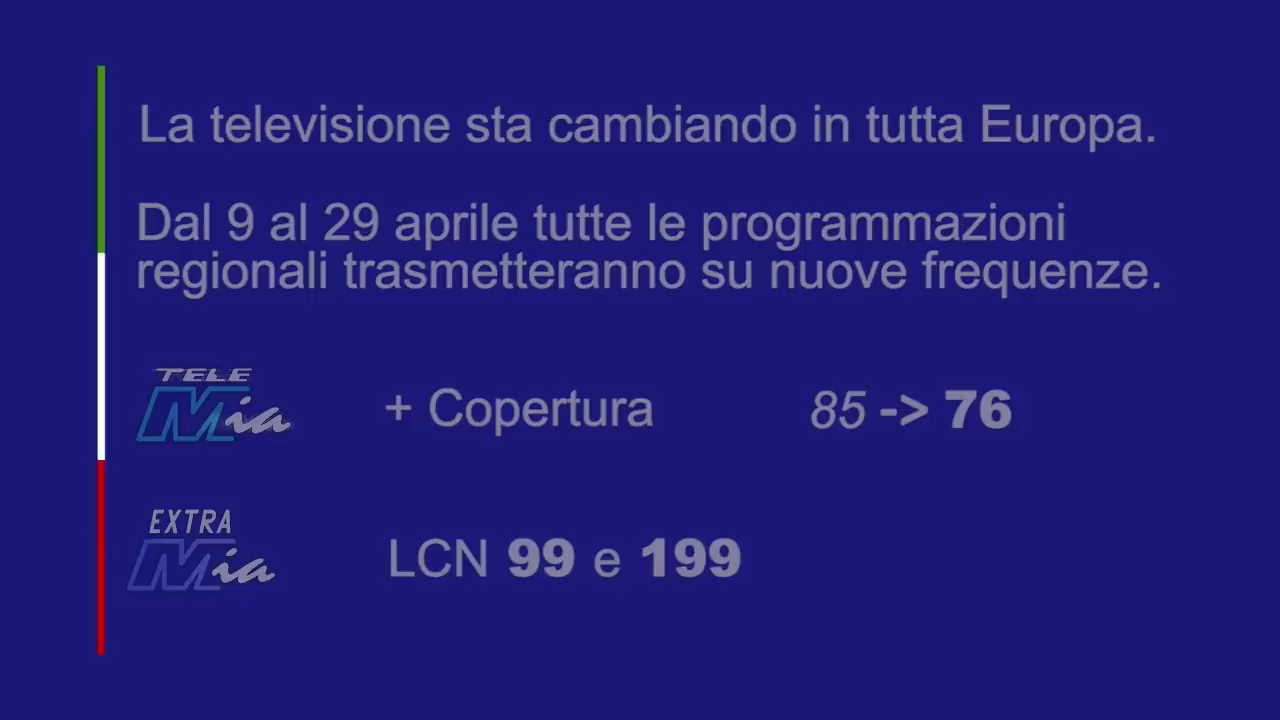 La televisione sta cambiando in tutta Europa.
Dal 9 al 29 aprile tutte le programmazioni
regionali trasmetteranno su nuove frequenze.
TELE
Mia + Copertura 85 -> 76
EXTRA
Mia LCN 99 e 199